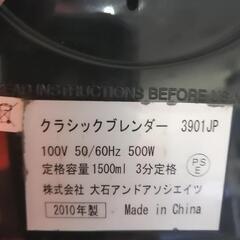 READ INSTRUCTIONS BEFORE
クラシックブレンダー 3901JP
100V 50/60Hz 500W
定格容量1500ml 3分定格
PSE
株式会社 大石アンドアソシエイツ
2010年製 Made in China